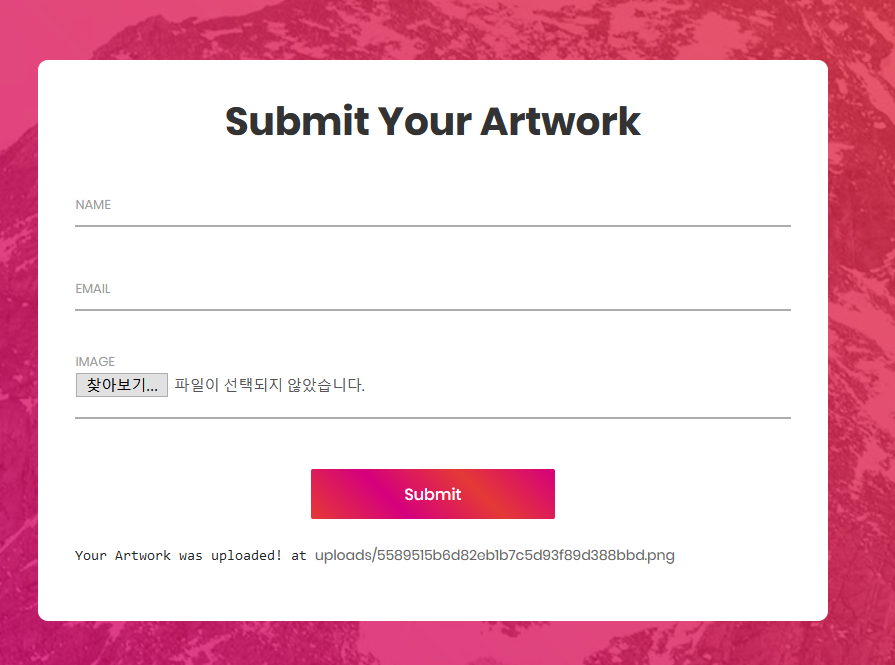 Submit Your Artwork
NAME
EMAIL
IMAGE
찾아보기... 파일이 선택되지 않았습니다.
Submit
Your Artwork was uploaded! at uploads/5589515b6d82eb1b7c5d93f89d388bbd.png